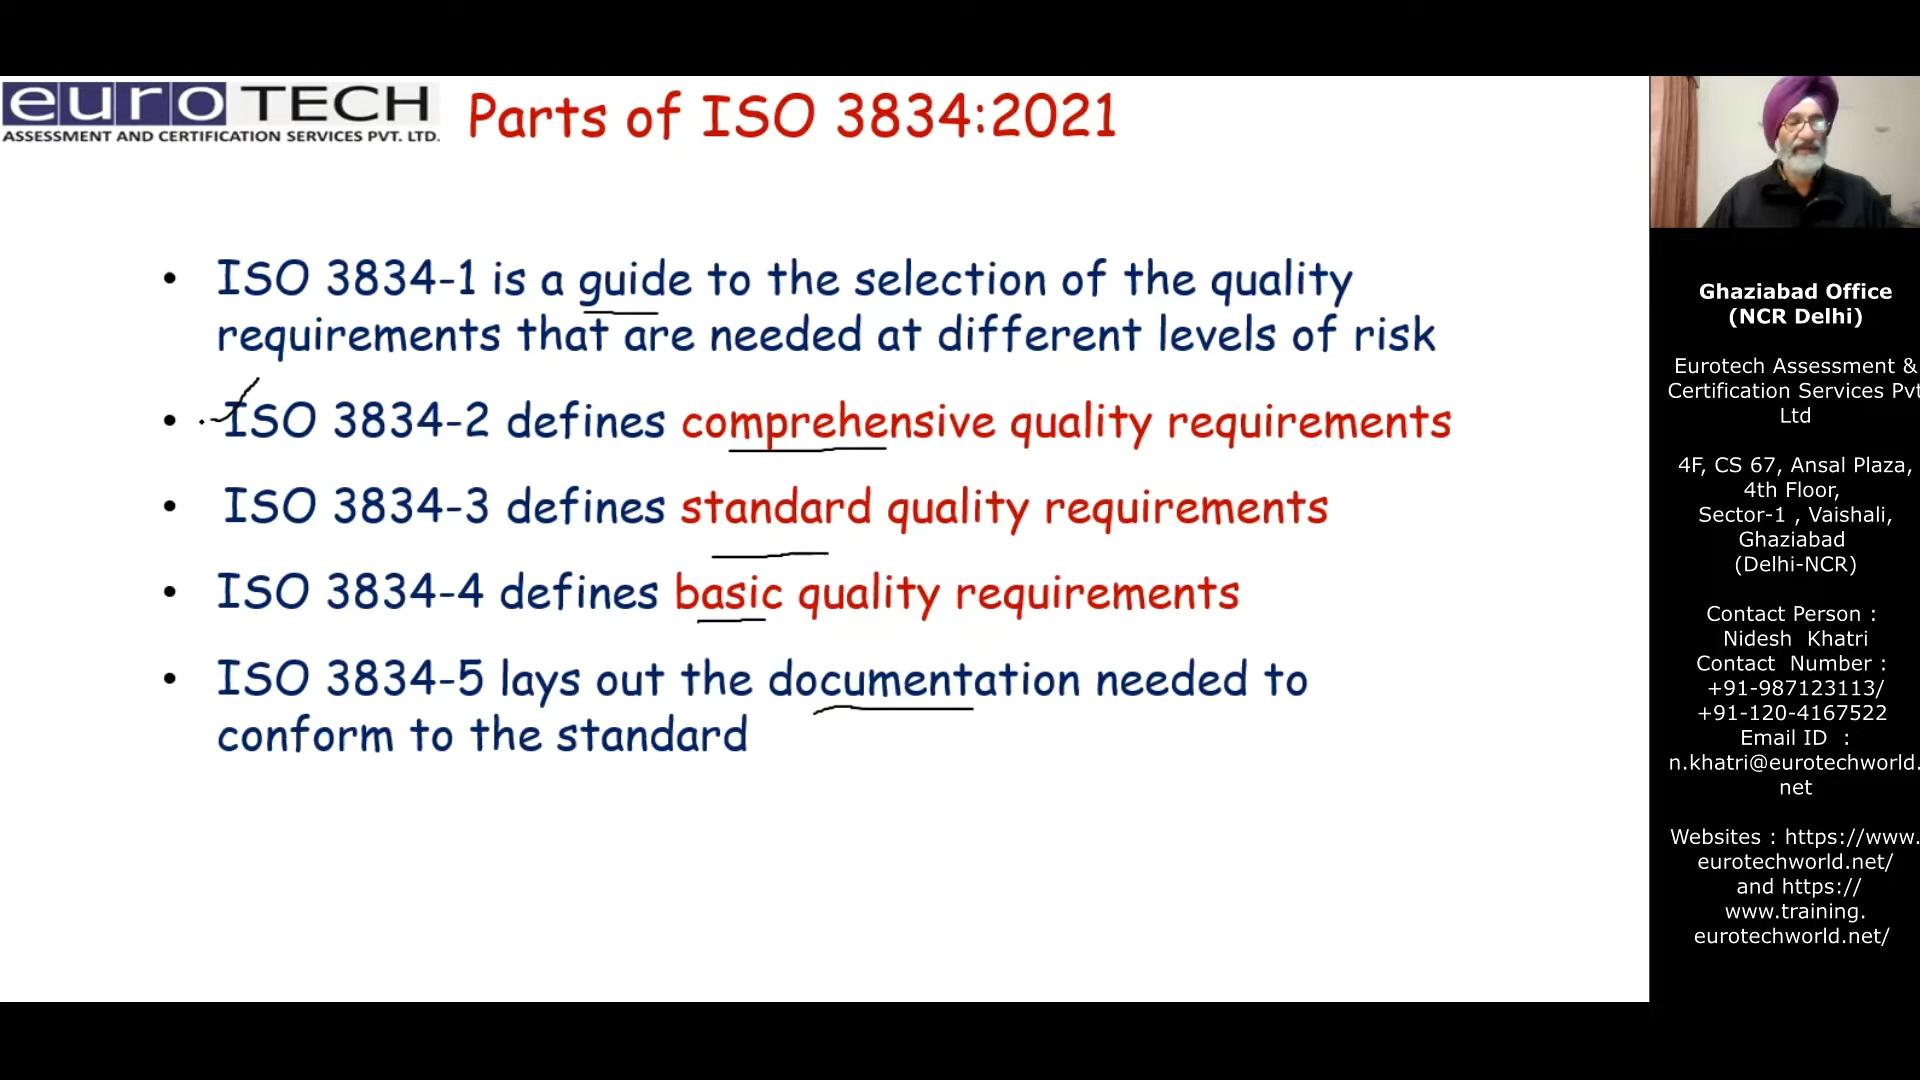 euroTECH
ASSESSMENT AND CERTIFICATION SERVICES PVT. LTD.
Parts of ISO 3834:2021
• ISO 3834-1 is a guide to the selection of the quality
requirements that are needed at different levels of risk
• ISO 3834-2 defines comprehensive quality requirements
• ISO 3834-3 defines standard quality requirements
• ISO 3834-4 defines basic quality requirements
• ISO 3834-5 lays out the documentation needed to
conform to the standard
Ghaziabad Office
(NCR Delhi)
Eurotech Assessment &
Certification Services Pvt
Ltd
4F, CS 67, Ansal Plaza,
4th Floor,
Sector-1 , Vaishali,
Ghaziabad
(Delhi-NCR)
Contact Person :
Nidesh Khatri
Contact Number :
+91-987123113/
+91-120-4167522
Email ID :
n.khatri@eurotechworld.
net
Websites : https://www.
eurotechworld.net/
and https://
www.training.
eurotechworld.net/